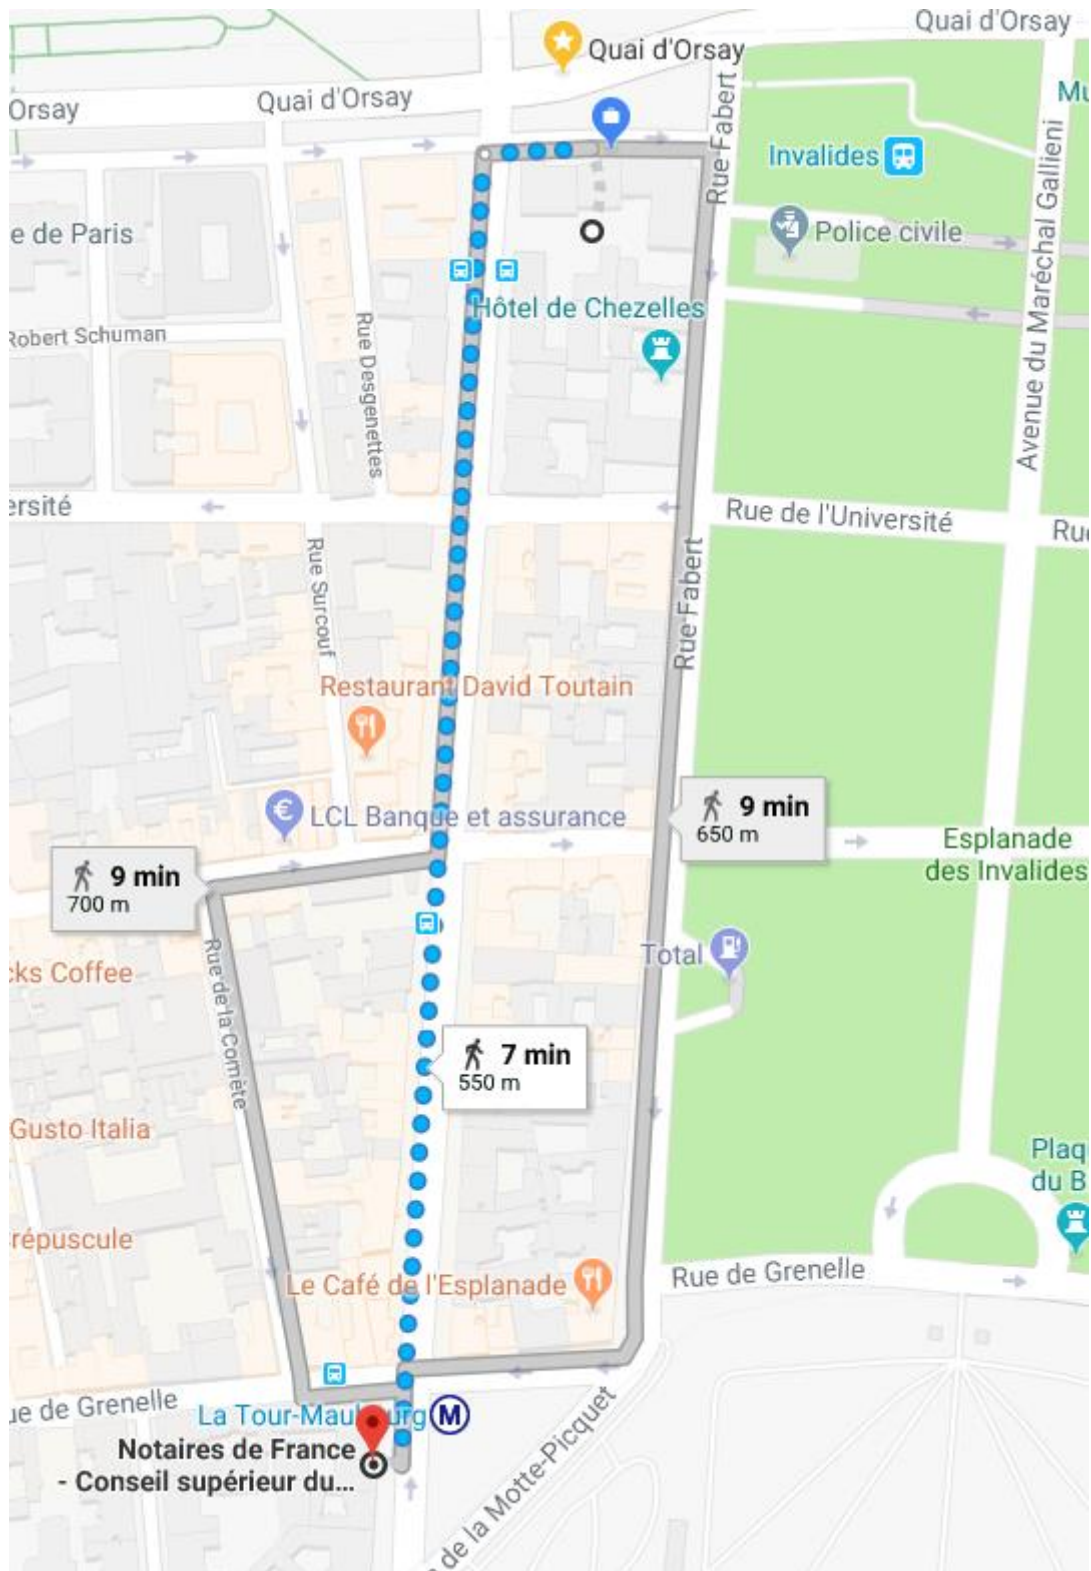 Quai d'Orsay
Quai d'Orsay
Quai d'Orsay
Orsay
Rue Fabert
Invalides
Avenue du Maréchal Gallieni
Police civile
e de Paris
Hôtel de Chezelles
Robert Schuman
Rue Desgenettes
ersité
Rue de l'Université
Rue Surcouf
Rue Fabert
Restaurant David Toutain
9 min
650 m
LCL Banque et assurance
Esplanade
des Invalides
9 min
700 m
Total
cks Coffee
Rue de la Comète
7 min
550 m
Gusto Italia
Plaq
du B
répuscule
Rue de Grenelle
Le Café de l'Esplanade
ue de Grenelle
La Tour-Maubourg
M
Notaires de France
- Conseil supérieur du...
de la Motte-Picquet